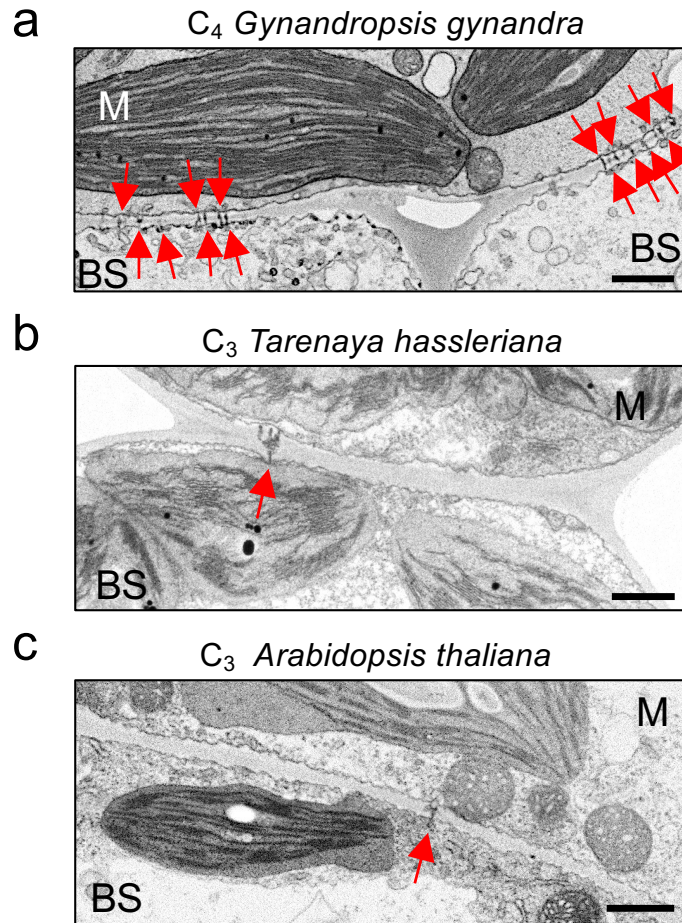 a
C₄ Gynandropsis gynandra
M
BS
BS
b
C₃ Tarenaya hassleriana
M
BS
c
C₃ Arabidopsis thaliana
M
BS